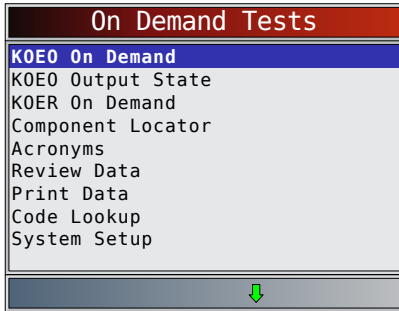 On Demand Tests
KOEO On Demand
KOEO Output State
KOER On Demand
Component Locator
Acronyms
Review Data
Print Data
Code Lookup
System Setup